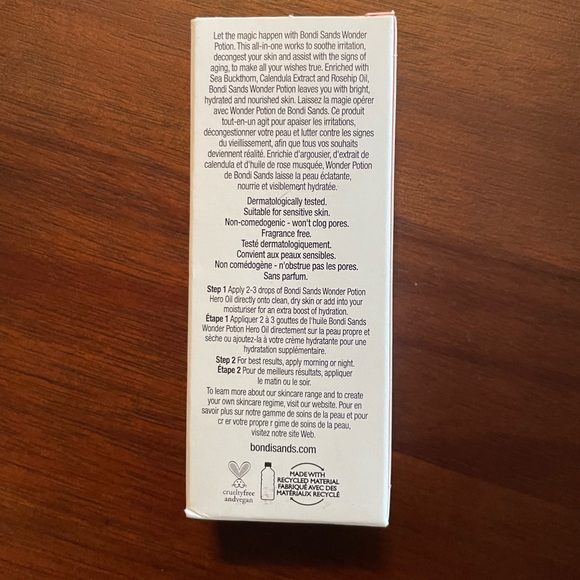 Let the magic happen with Bondi Sands Wonder
Potion. This all-in-one works to soothe irritation,
decongest your skin and assist with the signs of
aging, to make all your wishes true. Enriched with
Sea Buckthorn, Calendula Extract and Rosehip Oil,
Bondi Sands Wonder Potion leaves you with bright,
hydrated and nourished skin. Laissez la magie opérer
avec Wonder Potion de Bondi Sands. Ce produit
tout-en-un agit pour apaiser les irritations,
décongestionner votre peau et lutter contre les signes
du vieillissement, afin que tous vos souhaits
deviennent réalité. Enrichie d'argousier, d'extrait de
calendula et d'huile de rose musquée, Wonder Potion
de Bondi Sands laisse la peau éclatante,
nourrie et visiblement hydratée.
Dermatologically tested.
Suitable for sensitive skin.
Non-comedogenic - won't clog pores.
Fragrance free.
Testé dermatologiquement.
Convient aux peaux sensibles.
Non comédogène - n'obstrue pas les pores.
Sans parfum.
Step 1 Apply 2-3 drops of Bondi Sands Wonder Potion
Hero Oil directly onto clean, dry skin or add into your
moisturiser for an extra boost of hydration.
Étape 1 Appliquer 2 à 3 gouttes de l'huile Bondi Sands
Wonder Potion Hero Oil directement sur la peau propre et
sèche ou ajoutez-la à votre crème hydratante pour une
hydratation supplémentaire.
Step 2 For best results, apply morning or night.
Étape 2 Pour de meilleurs résultats, appliquer
le matin ou le soir.
To learn more about our skincare range and to create
your own skincare regime, visit our website. Pour en
savoir plus sur notre gamme de soins de la peau et pour
cr er votre propre r gime de soins de la peau,
visitez notre site Web.
bondisands.com
crueltyfree
andvegan
MADE WITH
RECYCLED MATERIAL
FABRIQUÉ AVEC DES
MATÉRIAUX RECYCLÉ